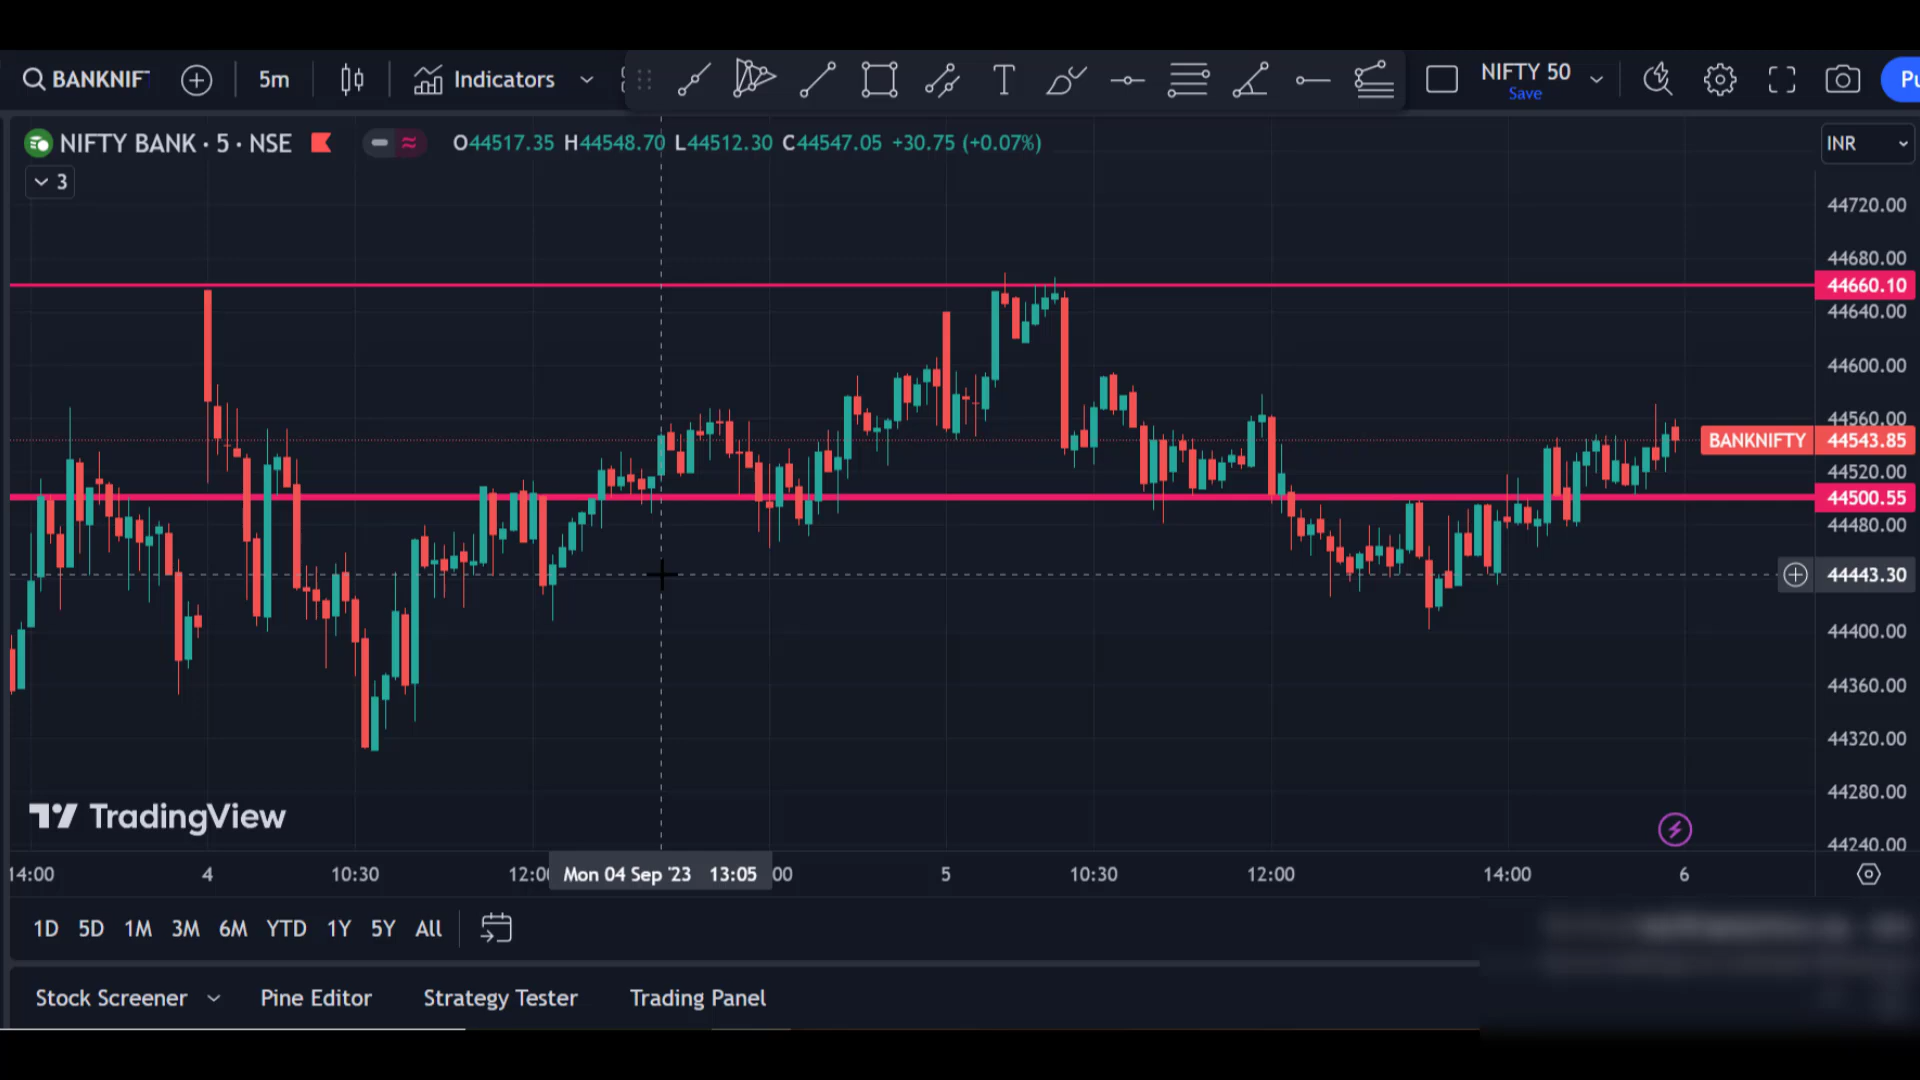 BANKNIF
5m
Indicators
T
NIFTY 50
Save
Pu
NIFTY BANK · 5 · NSE
O44517.35 H44548.70 L44512.30 C44547.05 +30.75 (+0.07%)
INR
3
44720.00
44680.00
44660.10
44640.00
44600.00
44560.00
BANKNIFTY 44543.85
44520.00
44500.55
44480.00
44443.30
44400.00
44360.00
44320.00
44280.00
44240.00
TradingView
14:00 4 10:30 12:00 Mon 04 Sep '23 13:05 00 5 10:30 12:00 14:00 6
1D 5D 1M 3M 6M YTD 1Y 5Y All
Stock Screener Pine Editor Strategy Tester Trading Panel